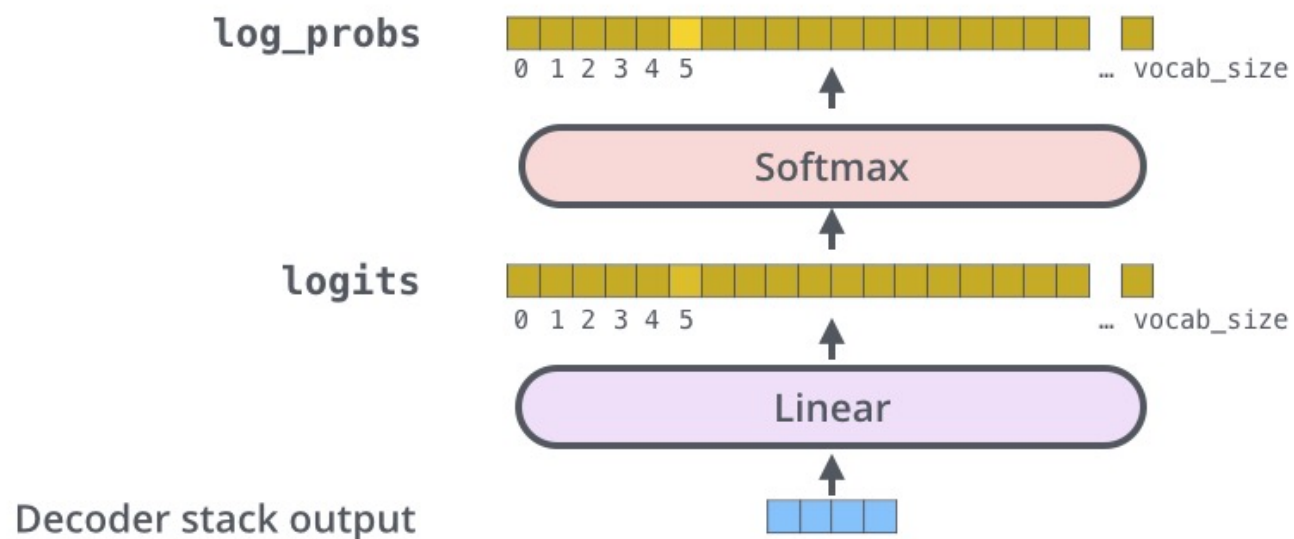 log_probs
0 1 2 3 4 5 … vocab_size
Softmax
logits
0 1 2 3 4 5 … vocab_size
Linear
Decoder stack output